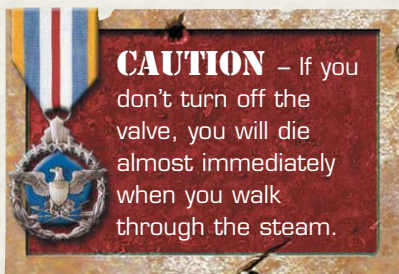 CAUTION – If you
don't turn off the
valve, you will die
almost immediately
when you walk
through the steam.